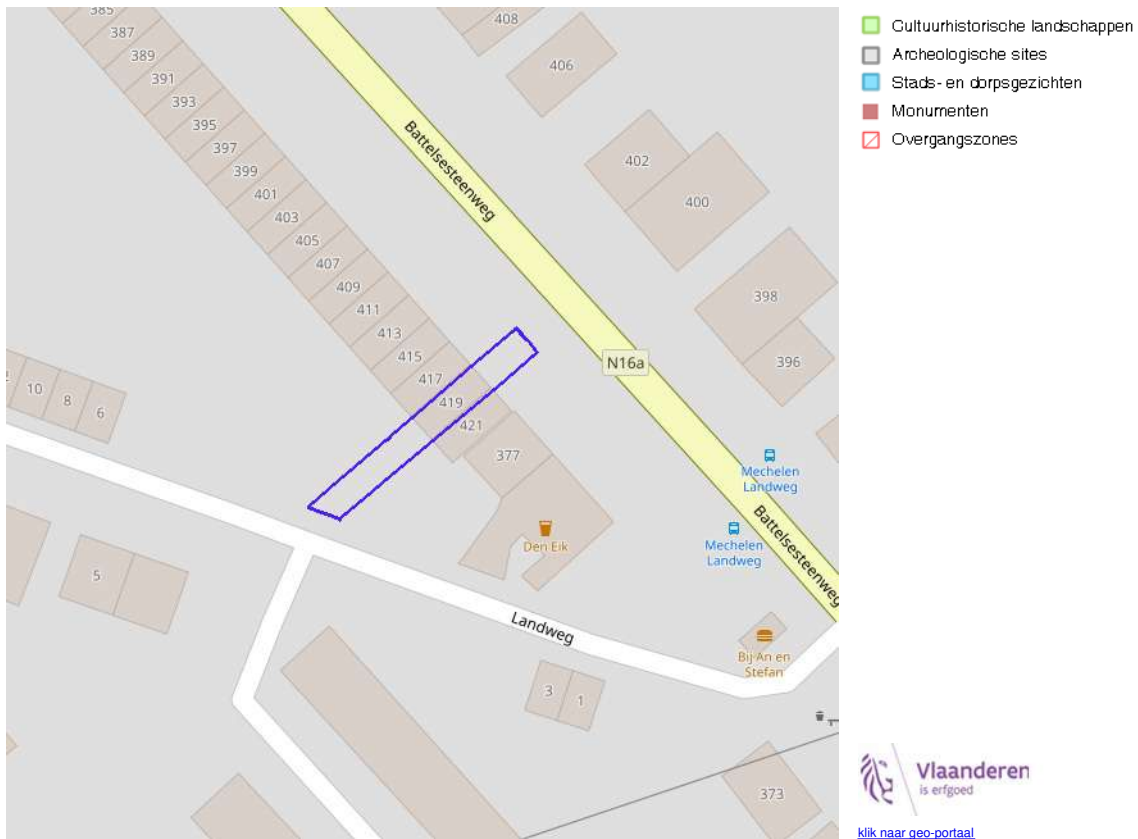 385
387
389
391
393
395
397
399
401
403
405
407
409
411
413
415
417
419
421
377
408
406
402
400
398
396
Battelsesteenweg
N16a
Mechelen
Landweg
Mechelen
Landweg
Battelsesteenweg
10
8
6
5
Den Eik
Landweg
Bij An en
Stefan
3
1
373
Cultuurhistorische landschappen
Archeologische sites
Stads- en dorpsgezichten
Monumenten
Overgangszones
Vlaanderen
is erfgoed
klik naar geo-portaal